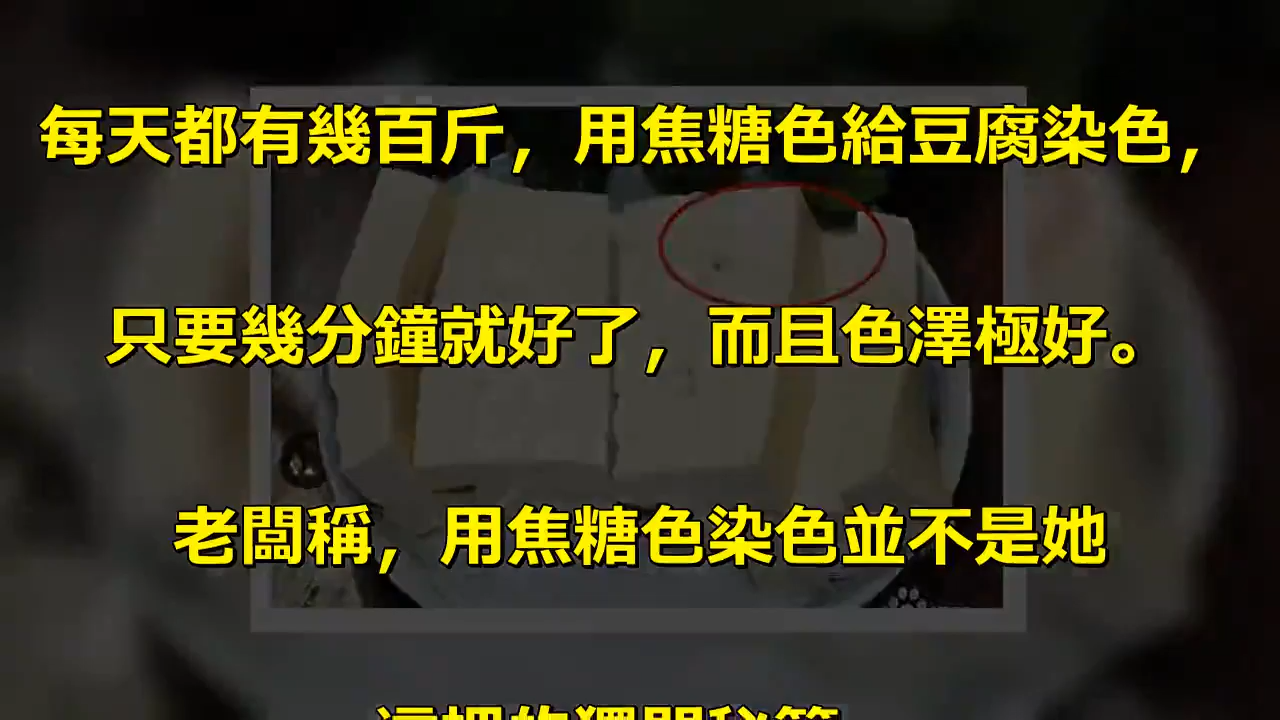 每天都有幾百斤，用焦糖色給豆腐染色，
只要幾分鐘就好了，而且色澤極好。
老闆稱，用焦糖色染色並不是她